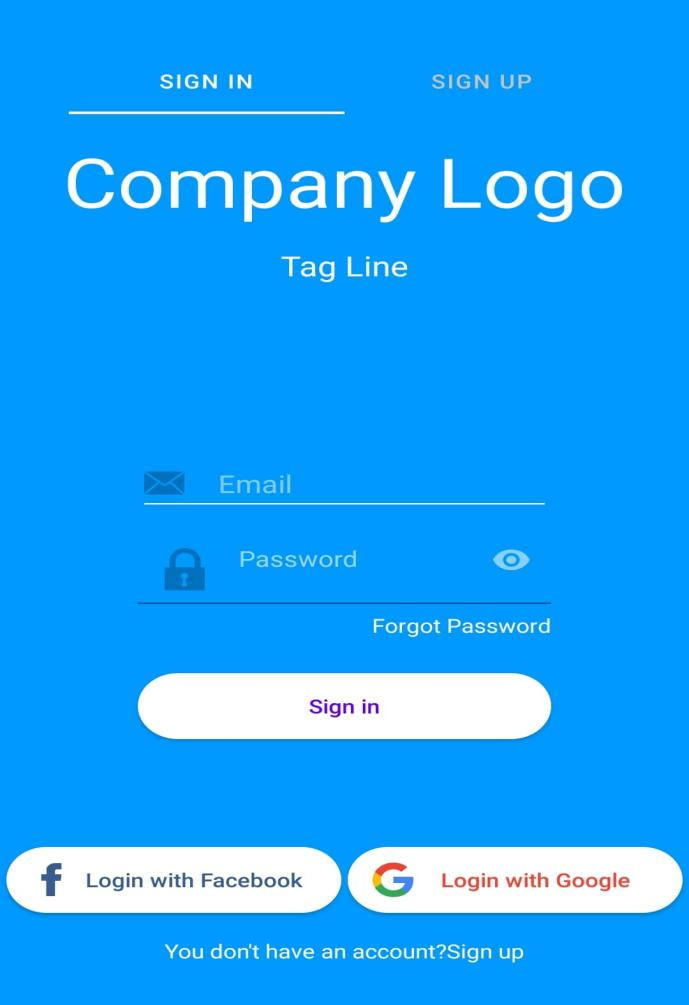 SIGN IN SIGN UP
Company Logo
Tag Line
Email
Password
Forgot Password
Sign in
Login with Facebook Login with Google
You don't have an account?Sign up